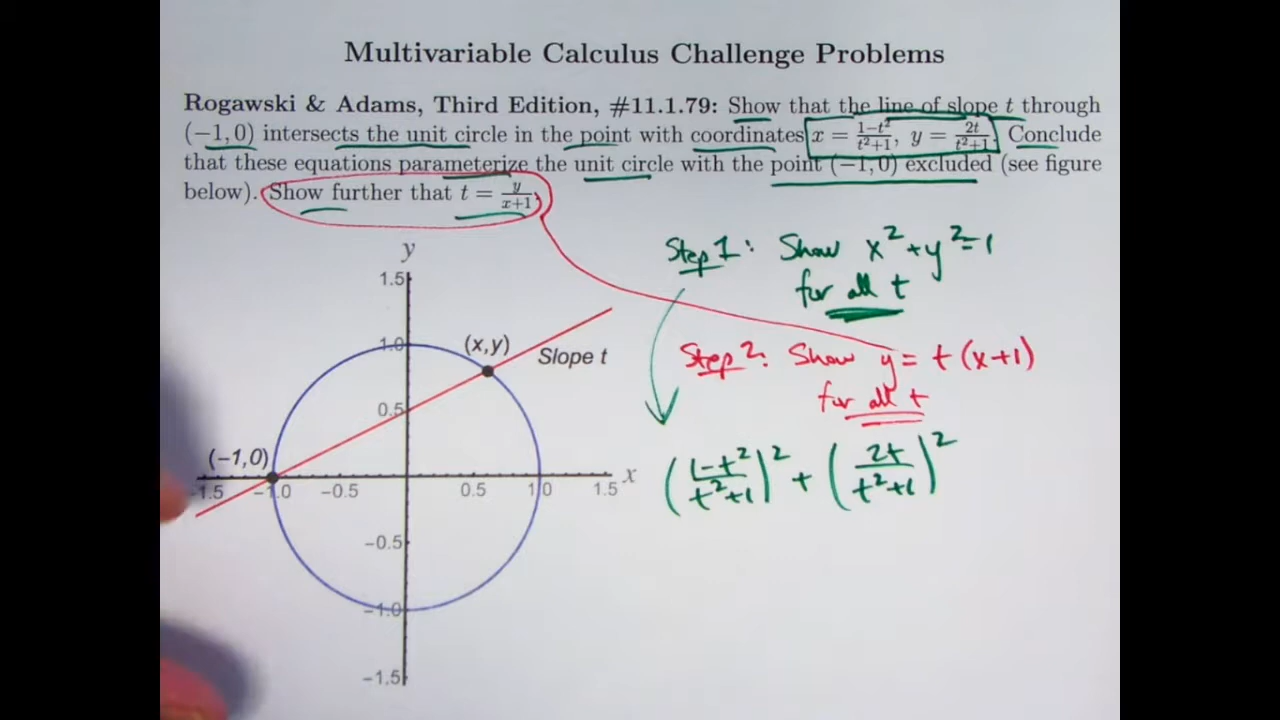 Multivariable Calculus Challenge Problems
Rogawski & Adams, Third Edition, #11.1.79: Show that the line of slope t through
(−1, 0) intersects the unit circle in the point with coordinates x = (1−t²)/(t²+1), y = 2t/(t²+1). Conclude
that these equations parameterize the unit circle with the point (−1, 0) excluded (see figure
below). Show further that t = y/(x+1).
Step 1: Show x² + y² = 1
for all t
Step 2: Show y = t(x+1)
for all t
((1−t²)/(t²+1))² + (2t/(t²+1))²
y
1.5
1.0
(x,y)
Slope t
0.5
(−1,0)
−1.5
−1.0
−0.5
0.5
1.0
1.5
x
−0.5
−1.0
−1.5